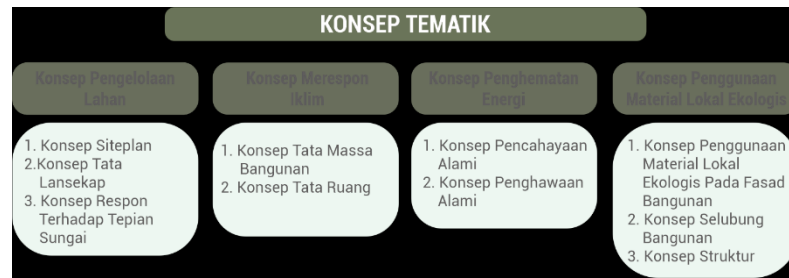 KONSEP TEMATIK
Konsep Pengelolaan
Lahan
1. Konsep Siteplan
2.Konsep Tata
Lansekap
3. Konsep Respon
Terhadap Tepian
Sungai
Konsep Merespon
Iklim
1. Konsep Tata Massa
Bangunan
2. Konsep Tata Ruang
Konsep Penghematan
Energi
1. Konsep Pencahayaan
Alami
2. Konsep Penghawaan
Alami
Konsep Penggunaan
Material Lokal Ekologis
1. Konsep Penggunaan
Material Lokal
Ekologis Pada Fasad
Bangunan
2. Konsep Selubung
Bangunan
3. Konsep Struktur